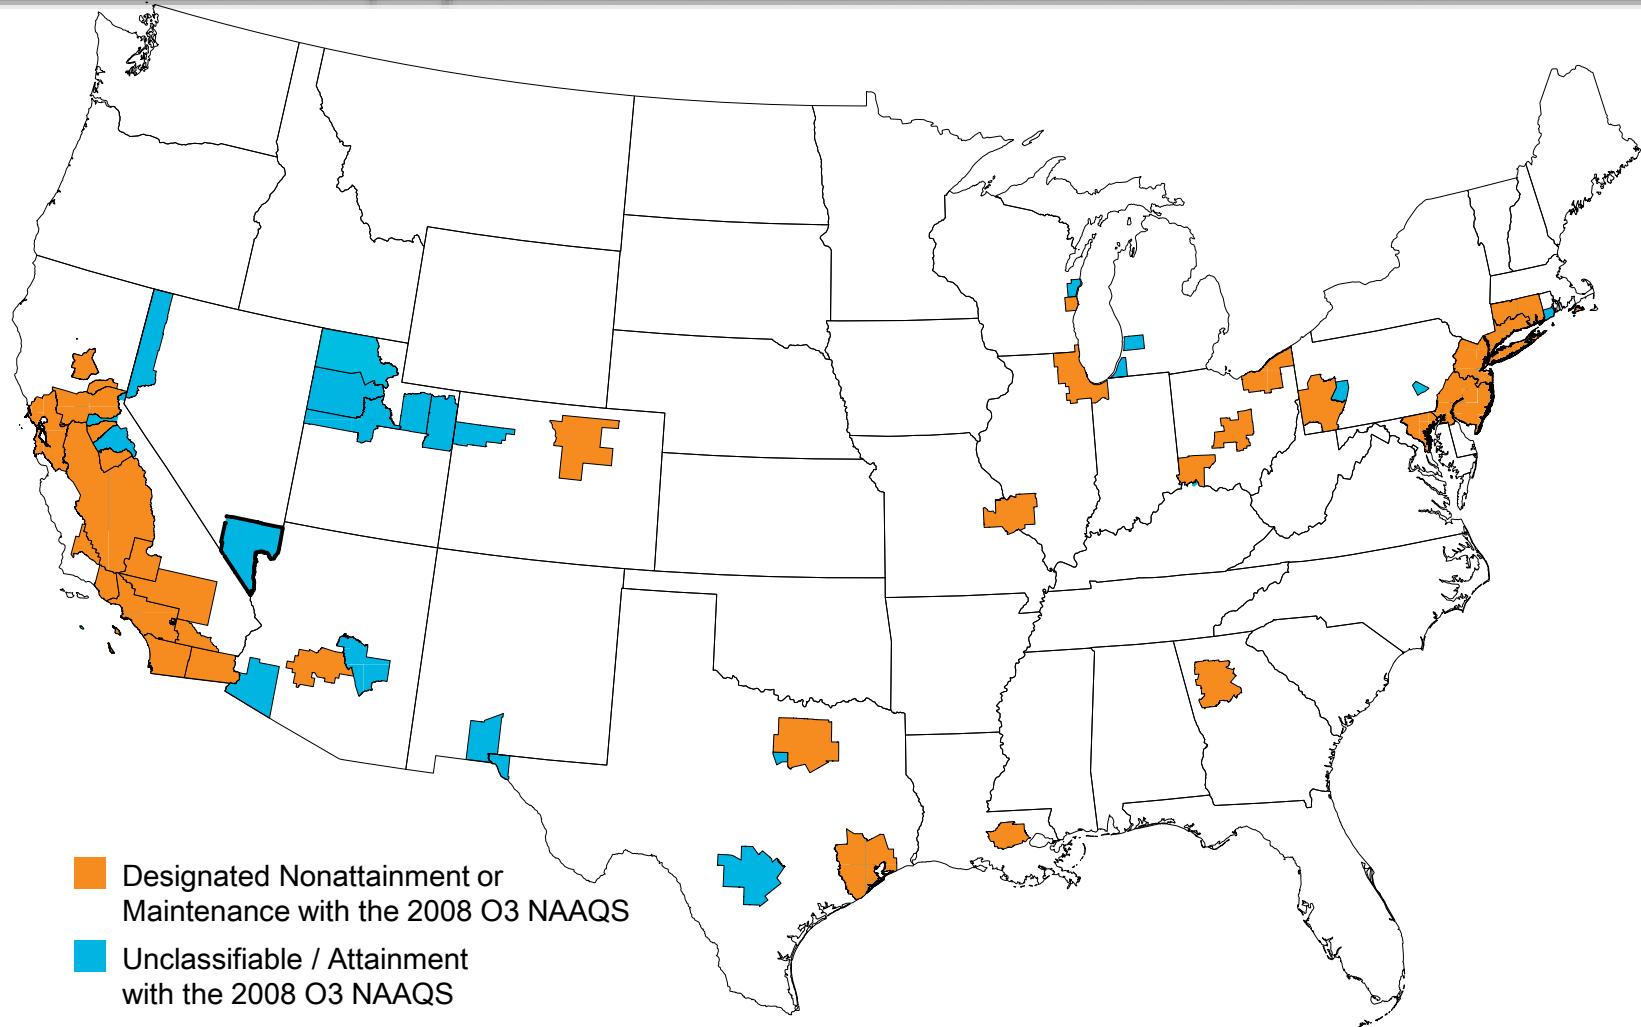 Designated Nonattainment or
Maintenance with the 2008 O3 NAAQS
Unclassifiable / Attainment
with the 2008 O3 NAAQS